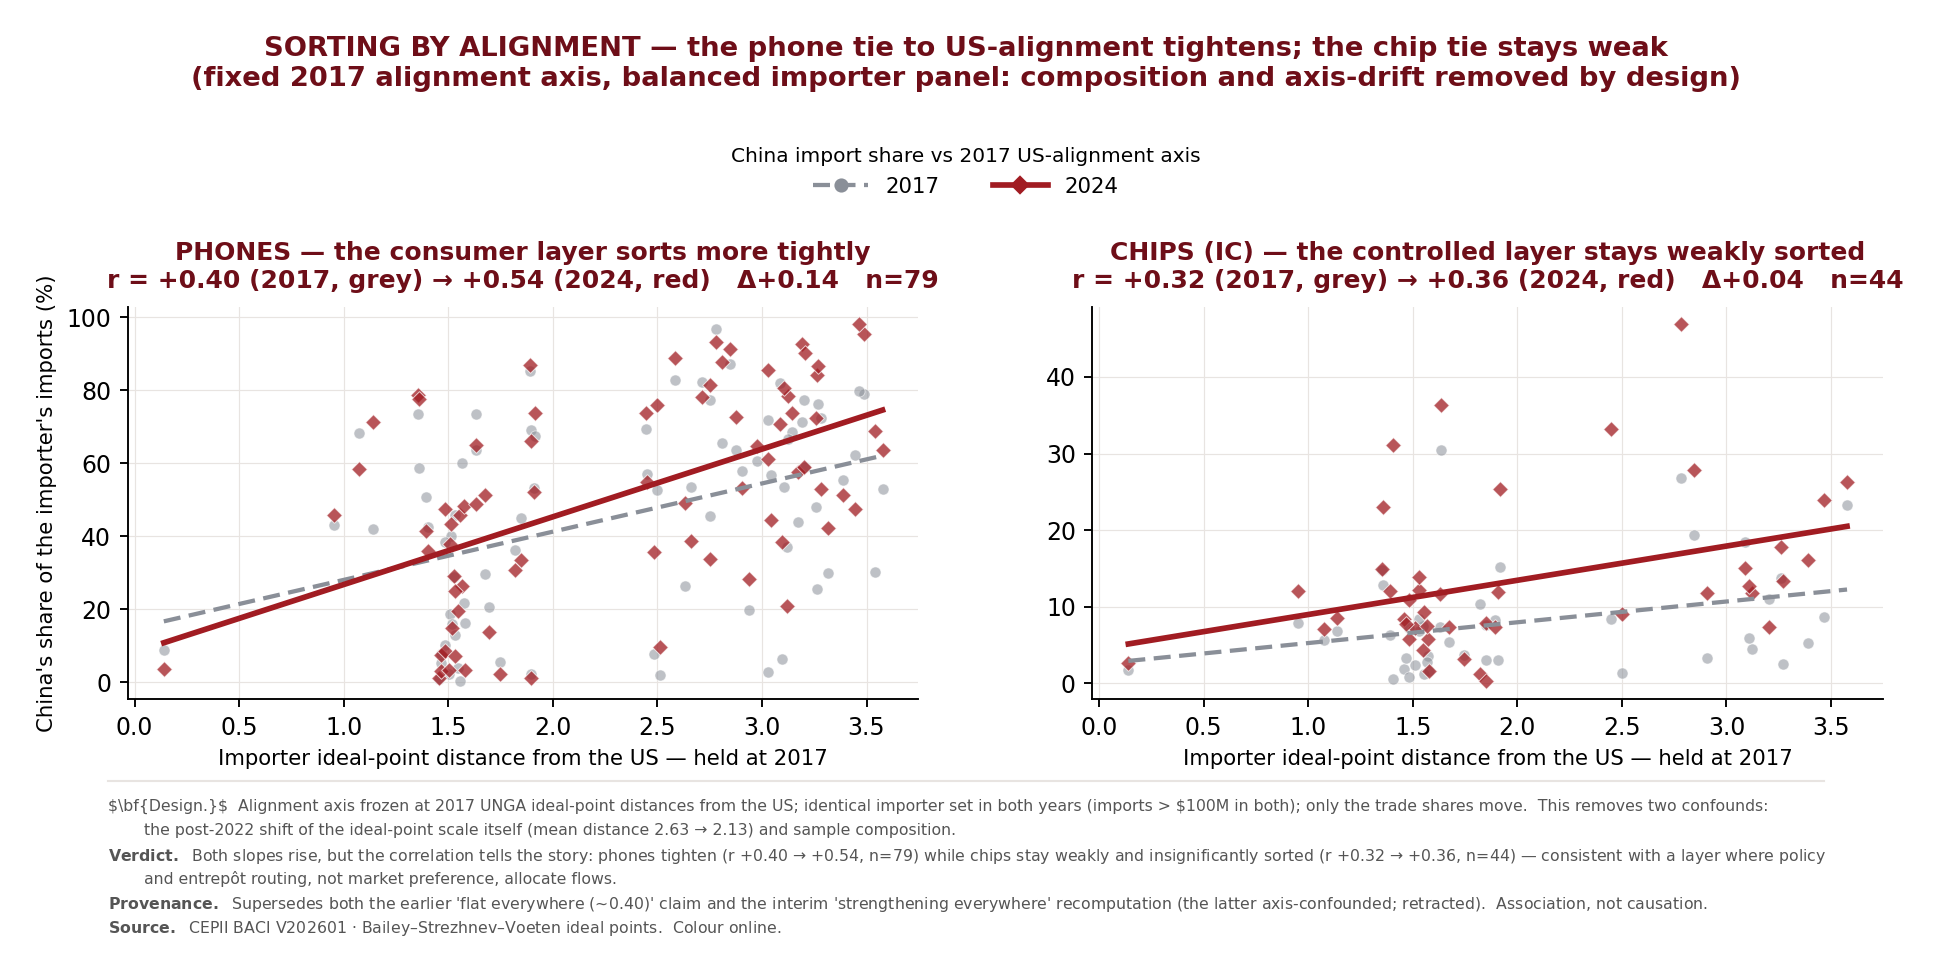 SORTING BY ALIGNMENT — the phone tie to US-alignment tightens; the chip tie stays weak
(fixed 2017 alignment axis, balanced importer panel: composition and axis-drift removed by design)
China import share vs 2017 US-alignment axis
2017
2024
PHONES — the consumer layer sorts more tightly
r = +0.40 (2017, grey) → +0.54 (2024, red)   Δ+0.14   n=79
China's share of the importer's imports (%)
100
80
60
40
20
0
0.0 0.5 1.0 1.5 2.0 2.5 3.0 3.5
Importer ideal-point distance from the US — held at 2017
CHIPS (IC) — the controlled layer stays weakly sorted
r = +0.32 (2017, grey) → +0.36 (2024, red)   Δ+0.04   n=44
40
30
20
10
0
0.0 0.5 1.0 1.5 2.0 2.5 3.0 3.5
Importer ideal-point distance from the US — held at 2017
$\bf{Design.}$  Alignment axis frozen at 2017 UNGA ideal-point distances from the US; identical importer set in both years (imports > $100M in both); only the trade shares move.  This removes two confounds:
the post-2022 shift of the ideal-point scale itself (mean distance 2.63 → 2.13) and sample composition.
Verdict.  Both slopes rise, but the correlation tells the story: phones tighten (r +0.40 → +0.54, n=79) while chips stay weakly and insignificantly sorted (r +0.32 → +0.36, n=44) — consistent with a layer where policy
and entrepôt routing, not market preference, allocate flows.
Provenance.  Supersedes both the earlier 'flat everywhere (~0.40)' claim and the interim 'strengthening everywhere' recomputation (the latter axis-confounded; retracted).  Association, not causation.
Source.  CEPII BACI V202601 · Bailey–Strezhnev–Voeten ideal points.  Colour online.